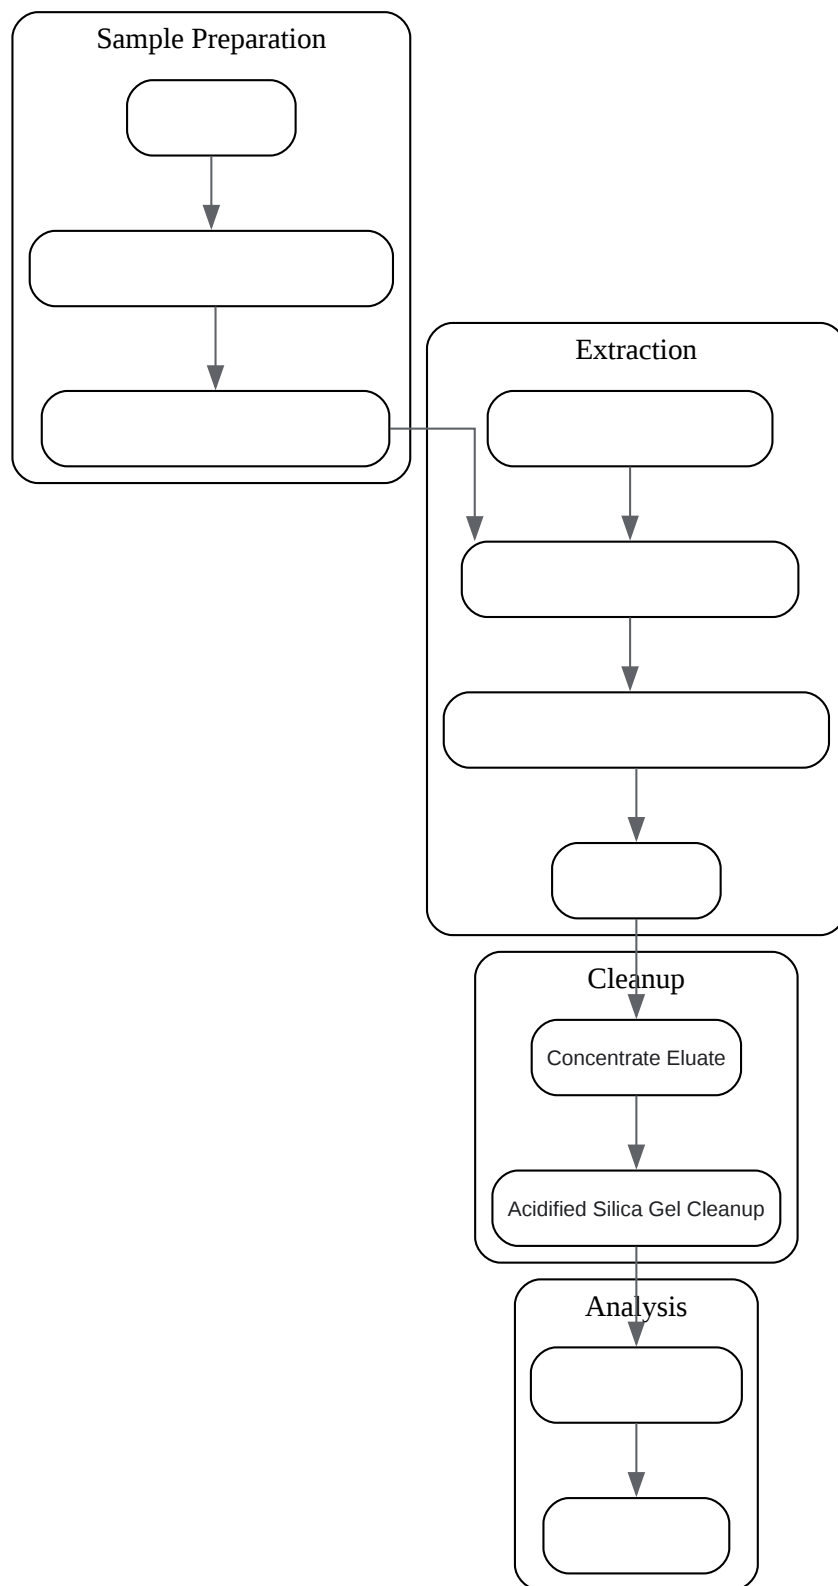 Sample Preparation
Extraction
Cleanup
Concentrate Eluate
Acidified Silica Gel Cleanup
Analysis